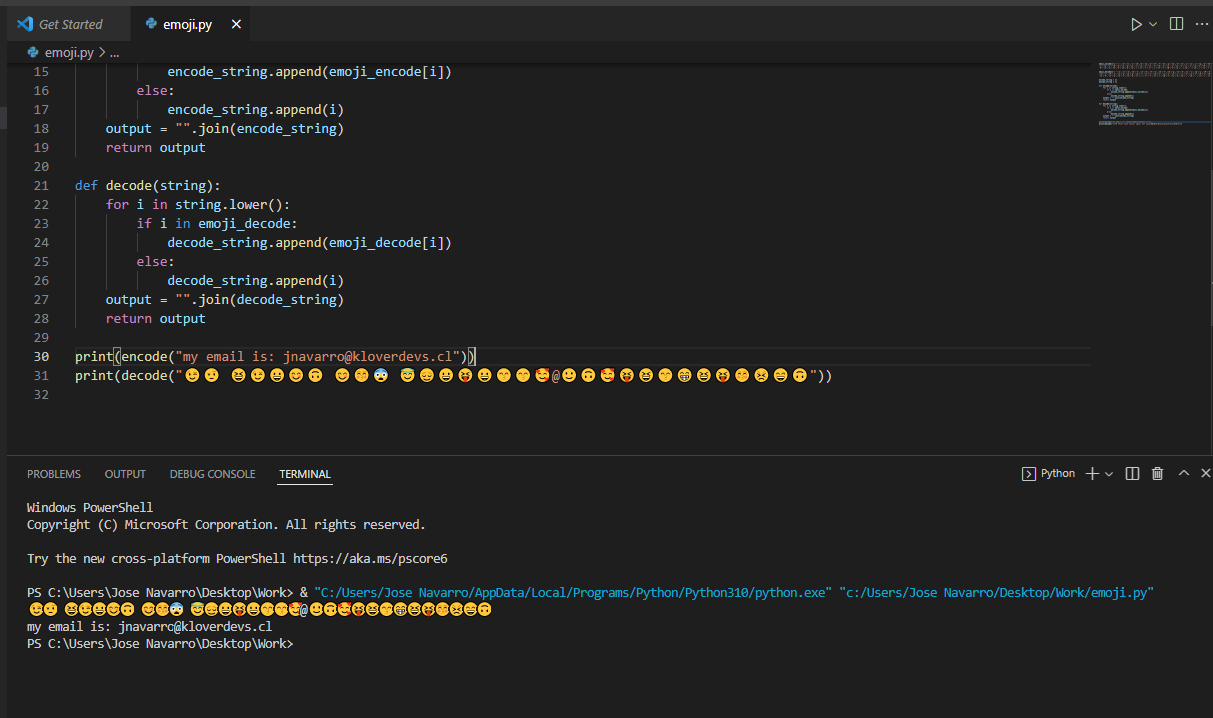 Get Started
emoji.py
emoji.py > ...
15 encode_string.append(emoji_encode[i])
16 else:
17 encode_string.append(i)
18 output = "".join(encode_string)
19 return output
20
21 def decode(string):
22 for i in string.lower():
23 if i in emoji_decode:
24 decode_string.append(emoji_decode[i])
25 else:
26 decode_string.append(i)
27 output = "".join(decode_string)
28 return output
29
30 print(encode("my email is: jnavarro@kloverdevs.cl"))
31 print(decode("😉🙁 😆😉😀😊🙃 😊😙😨 😇😔😀😝😀😙😙🥰@🙂🙃🥰😝😆😙😁😆😝😙😣😄🙃"))
32
PROBLEMS OUTPUT DEBUG CONSOLE TERMINAL Python
Windows PowerShell
Copyright (C) Microsoft Corporation. All rights reserved.
Try the new cross-platform PowerShell https://aka.ms/pscore6
PS C:\Users\Jose Navarro\Desktop\Work> & "C:/Users/Jose Navarro/AppData/Local/Programs/Python/Python310/python.exe" "c:/Users/Jose Navarro/Desktop/Work/emoji.py"
😉🙁 😆😉😀😊🙃 😊😙😨 😇😔😀😝😀😙😙🥰@🙂🙃🥰😝😆😙😁😆😝😙😣😄🙃
my email is: jnavarro@kloverdevs.cl
PS C:\Users\Jose Navarro\Desktop\Work>